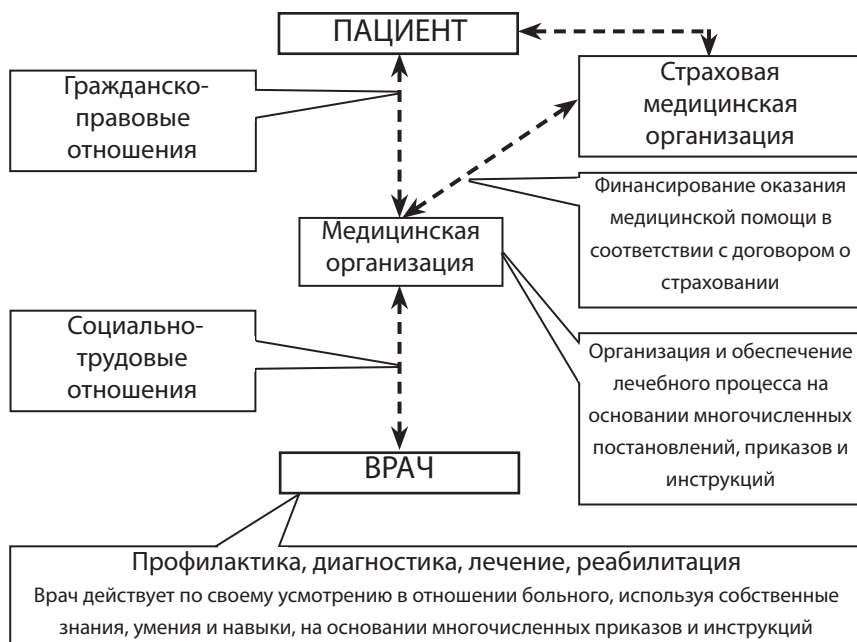 ПАЦИЕНТ
Гражданско-
правовые
отношения
Страховая
медицинская
организация
Финансирование оказания
медицинской помощи в
соответствии с договором о
страховании
Медицинская
организация
Социально-
трудовые
отношения
Организация и обеспечение
лечебного процесса на
основании многочисленных
постановлений, приказов и
инструкций
ВРАЧ
Профилактика, диагностика, лечение, реабилитация
Врач действует по своему усмотрению в отношении больного, используя собственные
знания, умения и навыки, на основании многочисленных приказов и инструкций